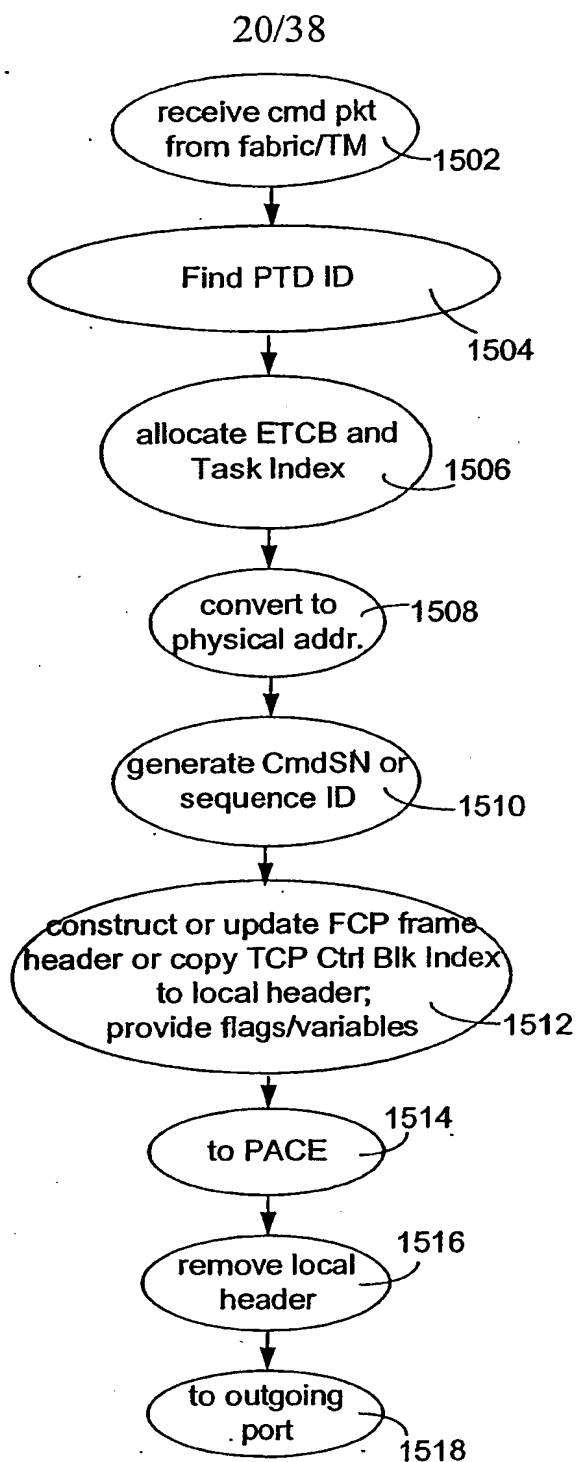 20/38
receive cmd pkt
from fabric/TM
1502
Find PTD ID
1504
allocate ETCB and
Task Index
1506
convert to
physical addr.
1508
generate CmdSN or
sequence ID
1510
construct or update FCP frame
header or copy TCP Ctrl Blk Index
to local header;
provide flags/variables
1512
to PACE
1514
remove local
header
1516
to outgoing
port
1518